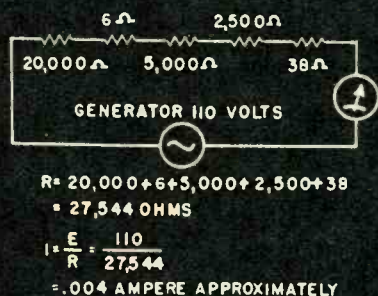 6Ω 2,500Ω
20,000Ω 5,000Ω 38Ω
GENERATOR 110 VOLTS
R= 20,000+6+5,000+2,500+38
= 27,544 OHMS
I = E/R = 110/27,544
=.004 AMPERE APPROXIMATELY